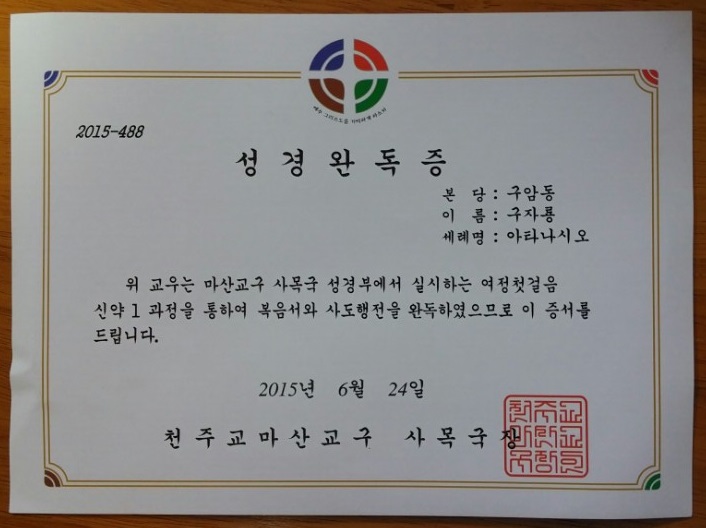 2015-488
성경완독증
본 당 : 구암동
이 름 : 구자룡
세례명 : 아타나시오
위 교우는 마산교구 사목국 성경부에서 실시하는 여정첫걸음
신약 1 과정을 통하여 복음서와 사도행전을 완독하였으므로 이 증서를
드립니다.
2015년 6월 24일
천주교마산교구 사목국장